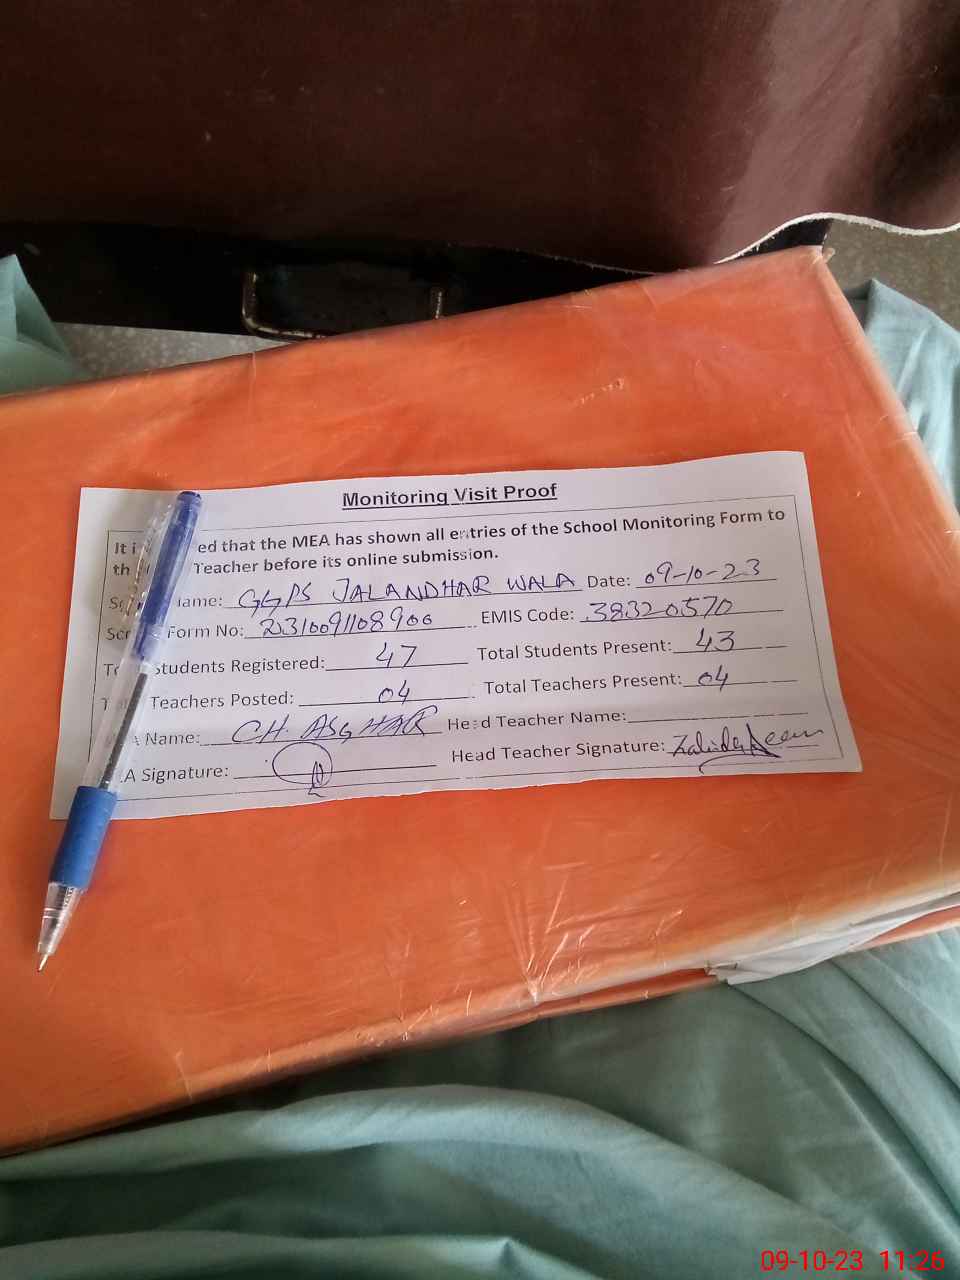 Monitoring Visit Proof
It i ed that the MEA has shown all entries of the School Monitoring Form to
th Teacher before its online submission.
Name: GGPS JALANDHAR WALA Date: 09-10-23
Form No: 231009108900 EMIS Code: 38320570
Students Registered: 47 Total Students Present: 43
Teachers Posted: 04 Total Teachers Present: 04
A Name: CH. ASGHAR Head Teacher Name:
A Signature: Head Teacher Signature:
09-10-23 11:26